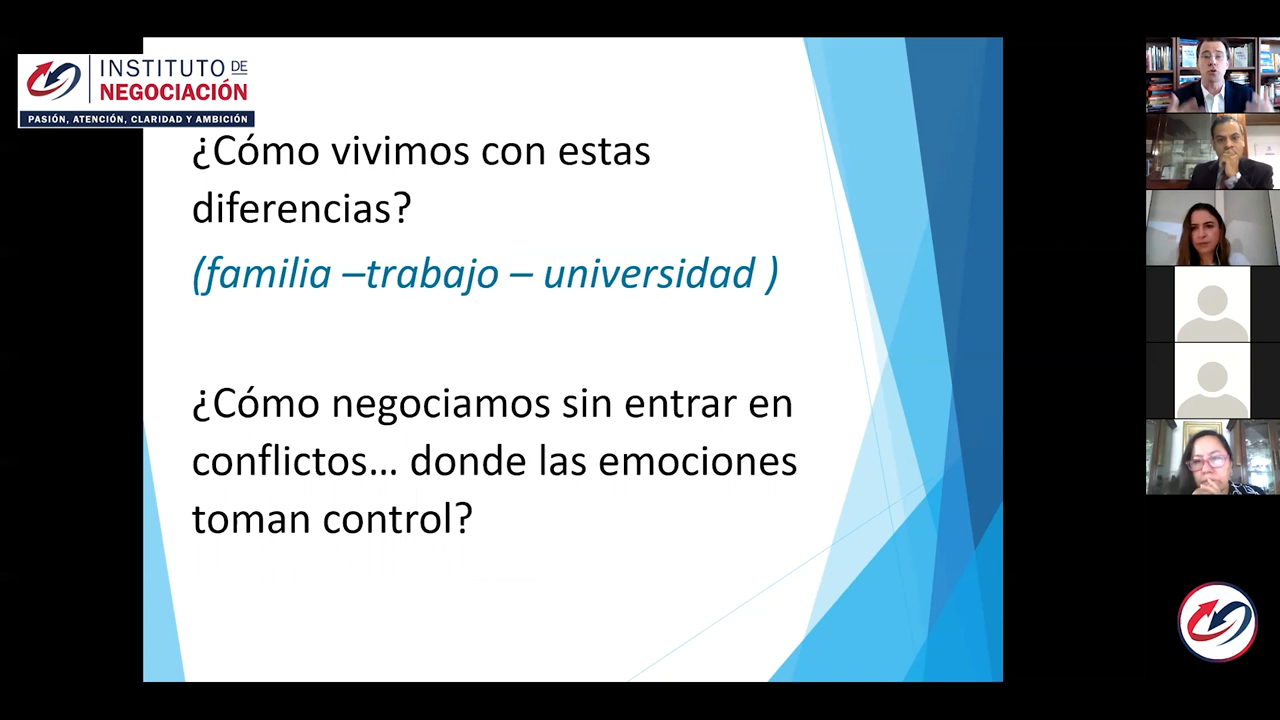 INSTITUTO DE
NEGOCIACIÓN
PASIÓN, ATENCIÓN, CLARIDAD Y AMBICIÓN
¿Cómo vivimos con estas
diferencias?
(familia –trabajo – universidad )
¿Cómo negociamos sin entrar en
conflictos... donde las emociones
toman control?